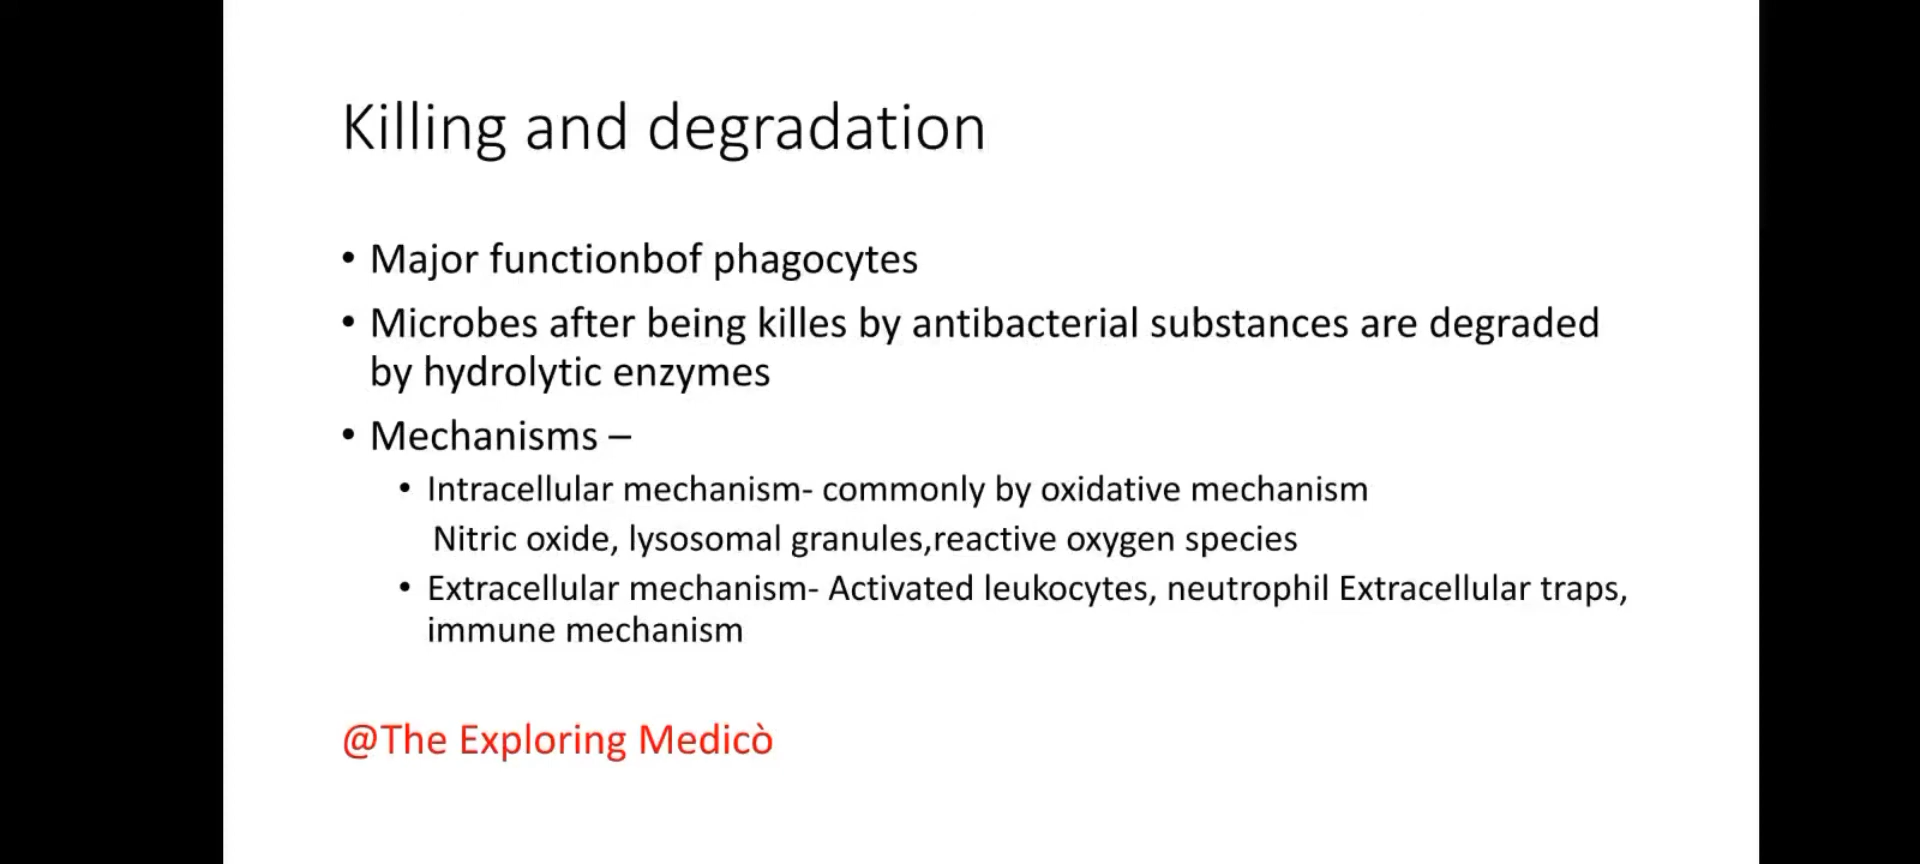 Killing and degradation
• Major functionbof phagocytes
• Microbes after being killes by antibacterial substances are degraded
by hydrolytic enzymes
• Mechanisms –
• Intracellular mechanism- commonly by oxidative mechanism
Nitric oxide, lysosomal granules,reactive oxygen species
• Extracellular mechanism- Activated leukocytes, neutrophil Extracellular traps,
immune mechanism
@The Exploring Medicò